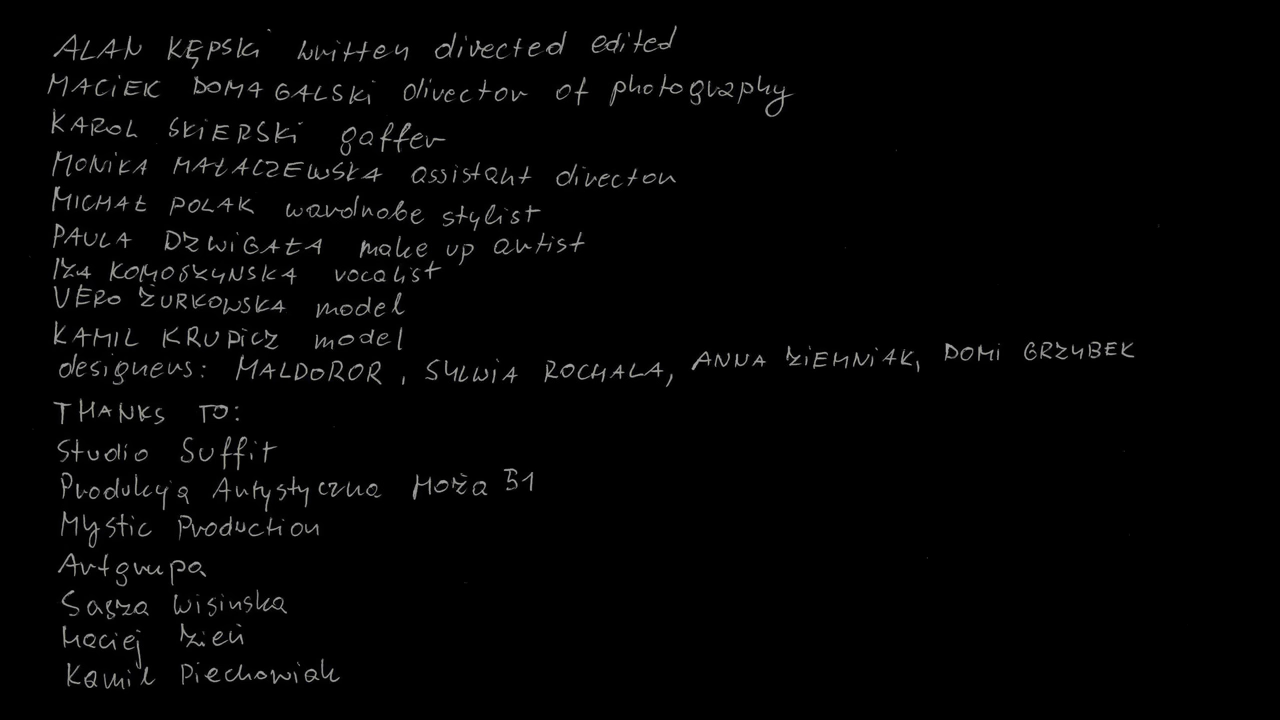 ALAN KĘPSKI written directed edited
MACIEK DOMAGALSKI director of photography
KAROL SKIERSKI gaffer
MONIKA MAŁACZEWSKA assistant director
MICHAŁ POLAK wardrobe stylist
PAULA DZWIGAŁA make up artist
IZA KOMOSZYNSKA vocalist
VERO ŻURKOWSKA model
KAMIL KRUPICZ model
designers: MALDOROR, SYLWIA ROCHALA, ANNA ZIEMNIAK, DOMI GRZYBEK
THANKS TO:
Studio Suffit
Produkcja Artystyczna Hoża 51
Mystic Production
Artgrupa
Sasza Wisinska
Maciej Zień
Kamil Piechowiak